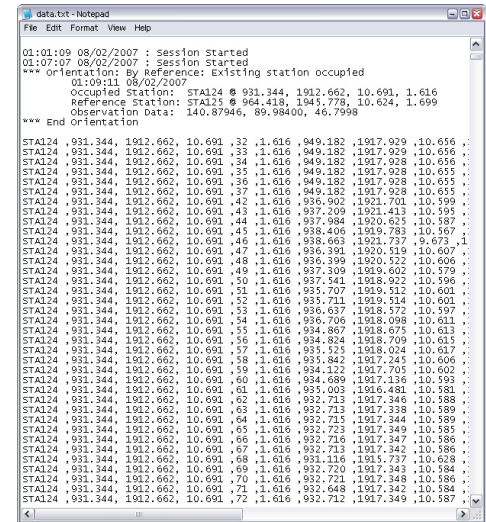 data.txt - Notepad
File Edit Format View Help
01:01:09 08/02/2007 : Session Started
01:07:07 08/02/2007 : Session Started
*** Orientation: By Reference: Existing station occupied
01:09:11 08/02/2007
Occupied Station: STA124 @ 931.344, 1912.662, 10.691, 1.616
Reference Station: STA125 @ 964.418, 1945.778, 10.624, 1.699
Observation Data: 140.87946, 89.98400, 46.7998
*** End Orientation
STA124 ,931.344, 1912.662, 10.691 ,32 ,1.616 ,949.182 ,1917.929 ,10.656 ,
STA124 ,931.344, 1912.662, 10.691 ,33 ,1.616 ,949.182 ,1917.928 ,10.656 ,
STA124 ,931.344, 1912.662, 10.691 ,34 ,1.616 ,949.182 ,1917.928 ,10.656 ,
STA124 ,931.344, 1912.662, 10.691 ,35 ,1.616 ,949.182 ,1917.928 ,10.655 ,
STA124 ,931.344, 1912.662, 10.691 ,36 ,1.616 ,949.182 ,1917.928 ,10.655 ,
STA124 ,931.344, 1912.662, 10.691 ,37 ,1.616 ,949.182 ,1917.928 ,10.655 ,
STA124 ,931.344, 1912.662, 10.691 ,42 ,1.616 ,936.902 ,1921.701 ,10.599 ,
STA124 ,931.344, 1912.662, 10.691 ,43 ,1.616 ,937.209 ,1921.413 ,10.595 ,
STA124 ,931.344, 1912.662, 10.691 ,44 ,1.616 ,937.984 ,1920.625 ,10.587 ,
STA124 ,931.344, 1912.662, 10.691 ,45 ,1.616 ,938.406 ,1919.783 ,10.567 ,
STA124 ,931.344, 1912.662, 10.691 ,46 ,1.616 ,938.663 ,1921.737 ,9.673 ,1
STA124 ,931.344, 1912.662, 10.691 ,47 ,1.616 ,936.391 ,1920.519 ,10.607 ,
STA124 ,931.344, 1912.662, 10.691 ,48 ,1.616 ,936.399 ,1920.522 ,10.606 ,
STA124 ,931.344, 1912.662, 10.691 ,49 ,1.616 ,937.309 ,1919.602 ,10.579 ,
STA124 ,931.344, 1912.662, 10.691 ,50 ,1.616 ,937.541 ,1918.922 ,10.596 ,
STA124 ,931.344, 1912.662, 10.691 ,51 ,1.616 ,935.707 ,1919.512 ,10.601 ,
STA124 ,931.344, 1912.662, 10.691 ,52 ,1.616 ,935.711 ,1919.514 ,10.601 ,
STA124 ,931.344, 1912.662, 10.691 ,53 ,1.616 ,936.637 ,1918.572 ,10.597 ,
STA124 ,931.344, 1912.662, 10.691 ,54 ,1.616 ,936.706 ,1918.098 ,10.611 ,
STA124 ,931.344, 1912.662, 10.691 ,55 ,1.616 ,934.867 ,1918.675 ,10.613 ,
STA124 ,931.344, 1912.662, 10.691 ,56 ,1.616 ,934.824 ,1918.709 ,10.615 ,
STA124 ,931.344, 1912.662, 10.691 ,57 ,1.616 ,935.525 ,1918.024 ,10.617 ,
STA124 ,931.344, 1912.662, 10.691 ,58 ,1.616 ,935.842 ,1917.245 ,10.606 ,
STA124 ,931.344, 1912.662, 10.691 ,59 ,1.616 ,934.122 ,1917.705 ,10.602 ,
STA124 ,931.344, 1912.662, 10.691 ,60 ,1.616 ,934.689 ,1917.136 ,10.593 ,
STA124 ,931.344, 1912.662, 10.691 ,61 ,1.616 ,935.003 ,1916.481 ,10.581 ,
STA124 ,931.344, 1912.662, 10.691 ,62 ,1.616 ,932.713 ,1917.346 ,10.588 ,
STA124 ,931.344, 1912.662, 10.691 ,63 ,1.616 ,932.713 ,1917.338 ,10.589 ,
STA124 ,931.344, 1912.662, 10.691 ,64 ,1.616 ,932.715 ,1917.344 ,10.589 ,
STA124 ,931.344, 1912.662, 10.691 ,65 ,1.616 ,932.723 ,1917.349 ,10.585 ,
STA124 ,931.344, 1912.662, 10.691 ,66 ,1.616 ,932.716 ,1917.347 ,10.586 ,
STA124 ,931.344, 1912.662, 10.691 ,67 ,1.616 ,932.713 ,1917.342 ,10.586 ,
STA124 ,931.344, 1912.662, 10.691 ,68 ,1.616 ,931.116 ,1915.737 ,10.628 ,
STA124 ,931.344, 1912.662, 10.691 ,69 ,1.616 ,932.720 ,1917.343 ,10.584 ,
STA124 ,931.344, 1912.662, 10.691 ,70 ,1.616 ,932.721 ,1917.348 ,10.586 ,
STA124 ,931.344, 1912.662, 10.691 ,71 ,1.616 ,932.648 ,1917.342 ,10.584 ,
STA124 ,931.344, 1912.662, 10.691 ,72 ,1.616 ,932.712 ,1917.349 ,10.587 ,